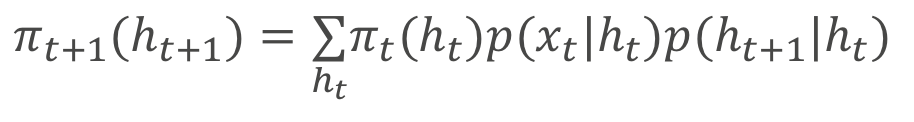 π_{t+1}(h_{t+1}) = ∑_{h_t} π_t(h_t)p(x_t|h_t)p(h_{t+1}|h_t)